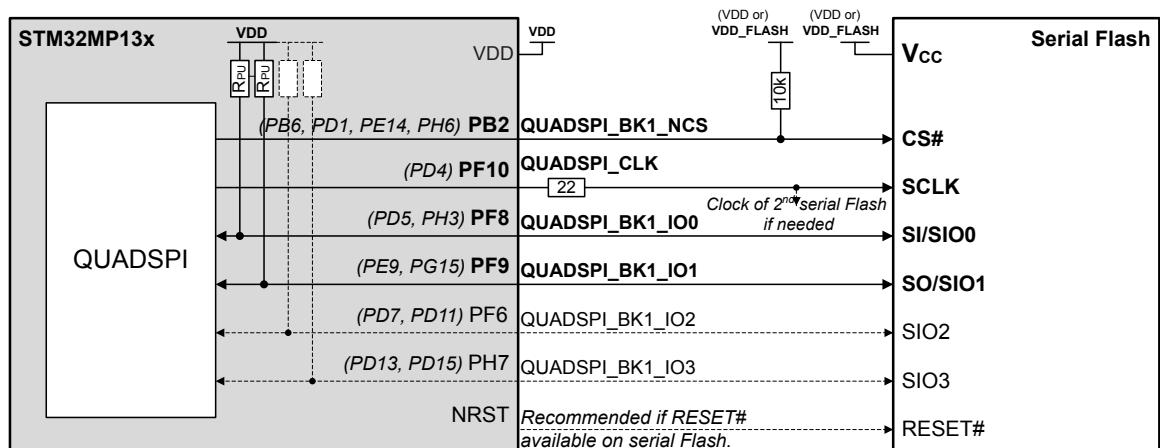 STM32MP13x
VDD
RPU
RPU
VDD
VDD
(VDD or)
VDD_FLASH
(VDD or)
VDD_FLASH
VCC
Serial Flash
10k
QUADSPI
(PB6, PD1, PE14, PH6) PB2
QUADSPI_BK1_NCS
CS#
(PD4) PF10
QUADSPI_CLK
22
SCLK
Clock of 2nd serial Flash
if needed
(PD5, PH3) PF8
QUADSPI_BK1_IO0
SI/SIO0
(PE9, PG15) PF9
QUADSPI_BK1_IO1
SO/SIO1
(PD7, PD11) PF6
QUADSPI_BK1_IO2
SIO2
(PD13, PD15) PH7
QUADSPI_BK1_IO3
SIO3
NRST
Recommended if RESET#
available on serial Flash.
RESET#